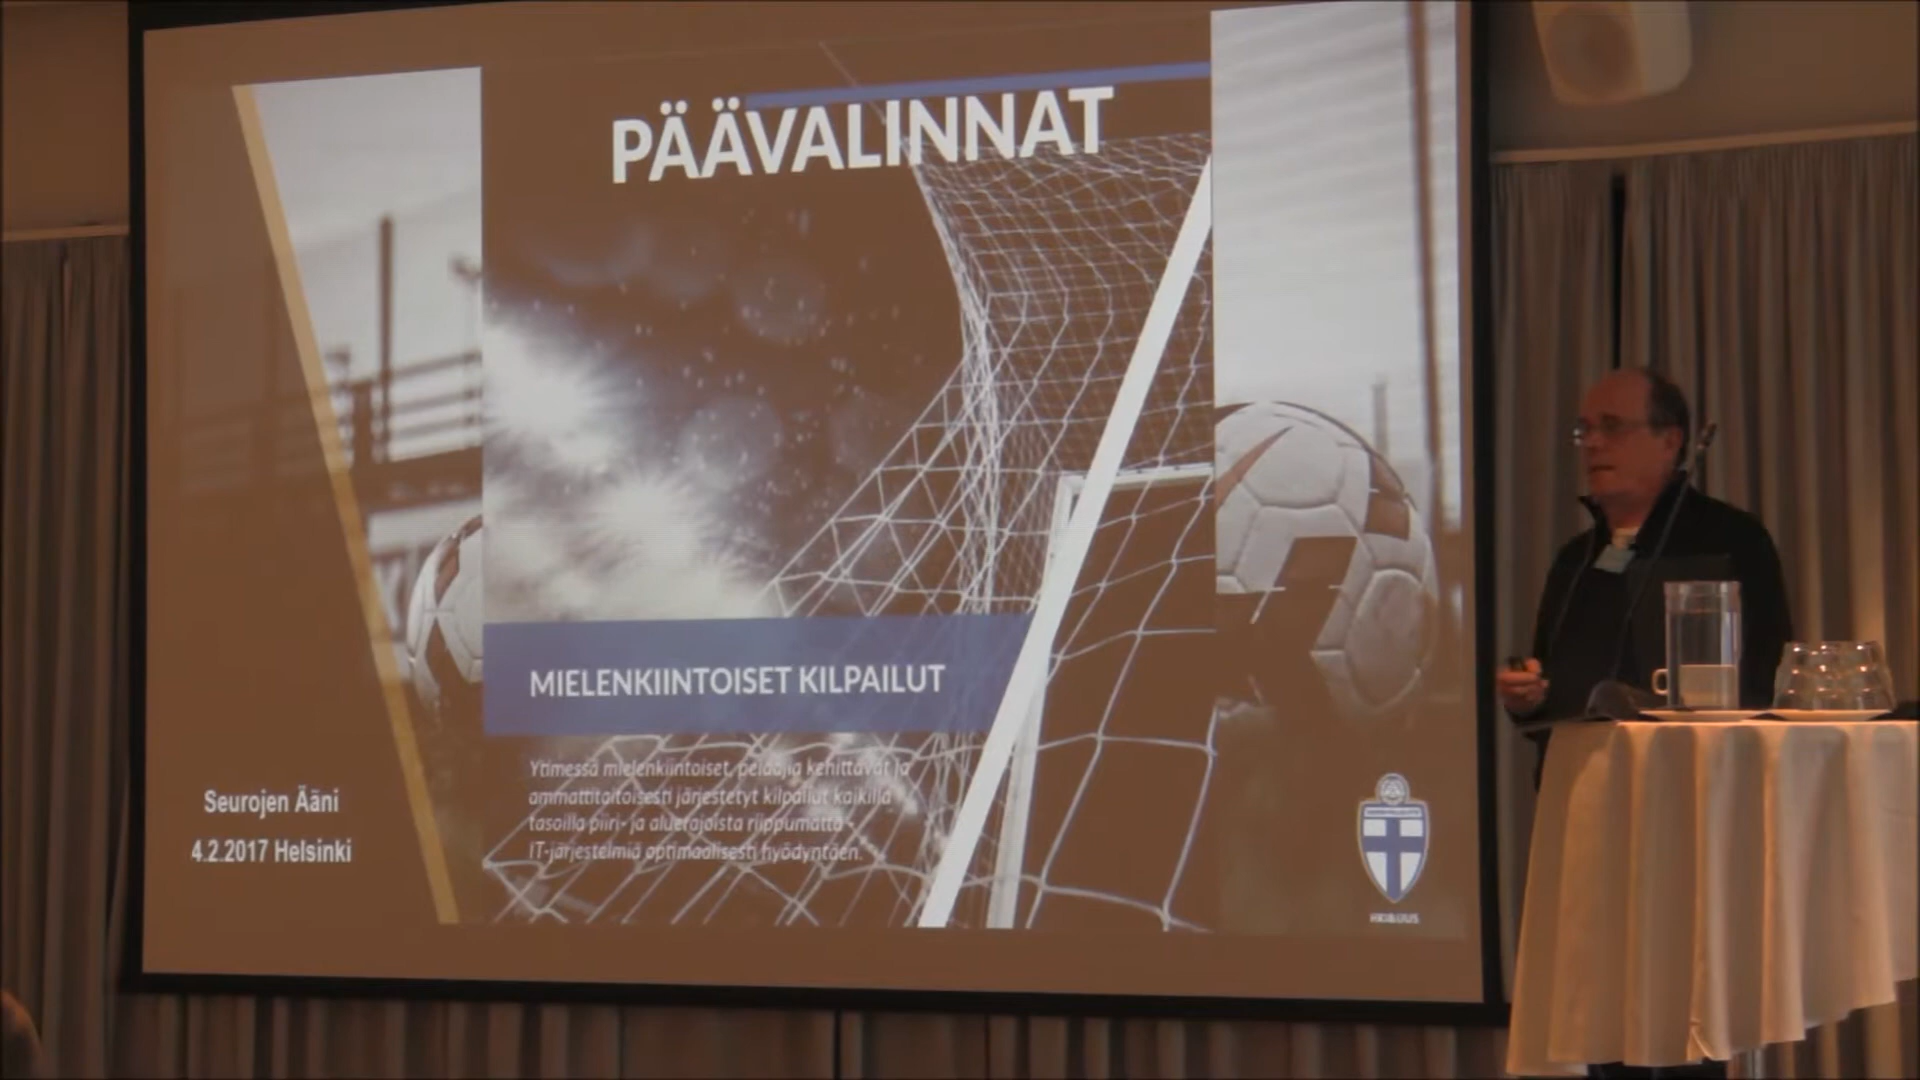 PÄÄVALINNAT
MIELENKIINTOISET KILPAILUT
Ytimessä mielenkiintoiset, pelaajia kehittävät ja
ammattitaitoisesti järjestetyt kilpailut kaikilla
tasoilla piiri- ja aluerajoista riippumatta -
IT-järjestelmiä optimaalisesti hyödyntäen.
Seurojen Ääni
4.2.2017 Helsinki